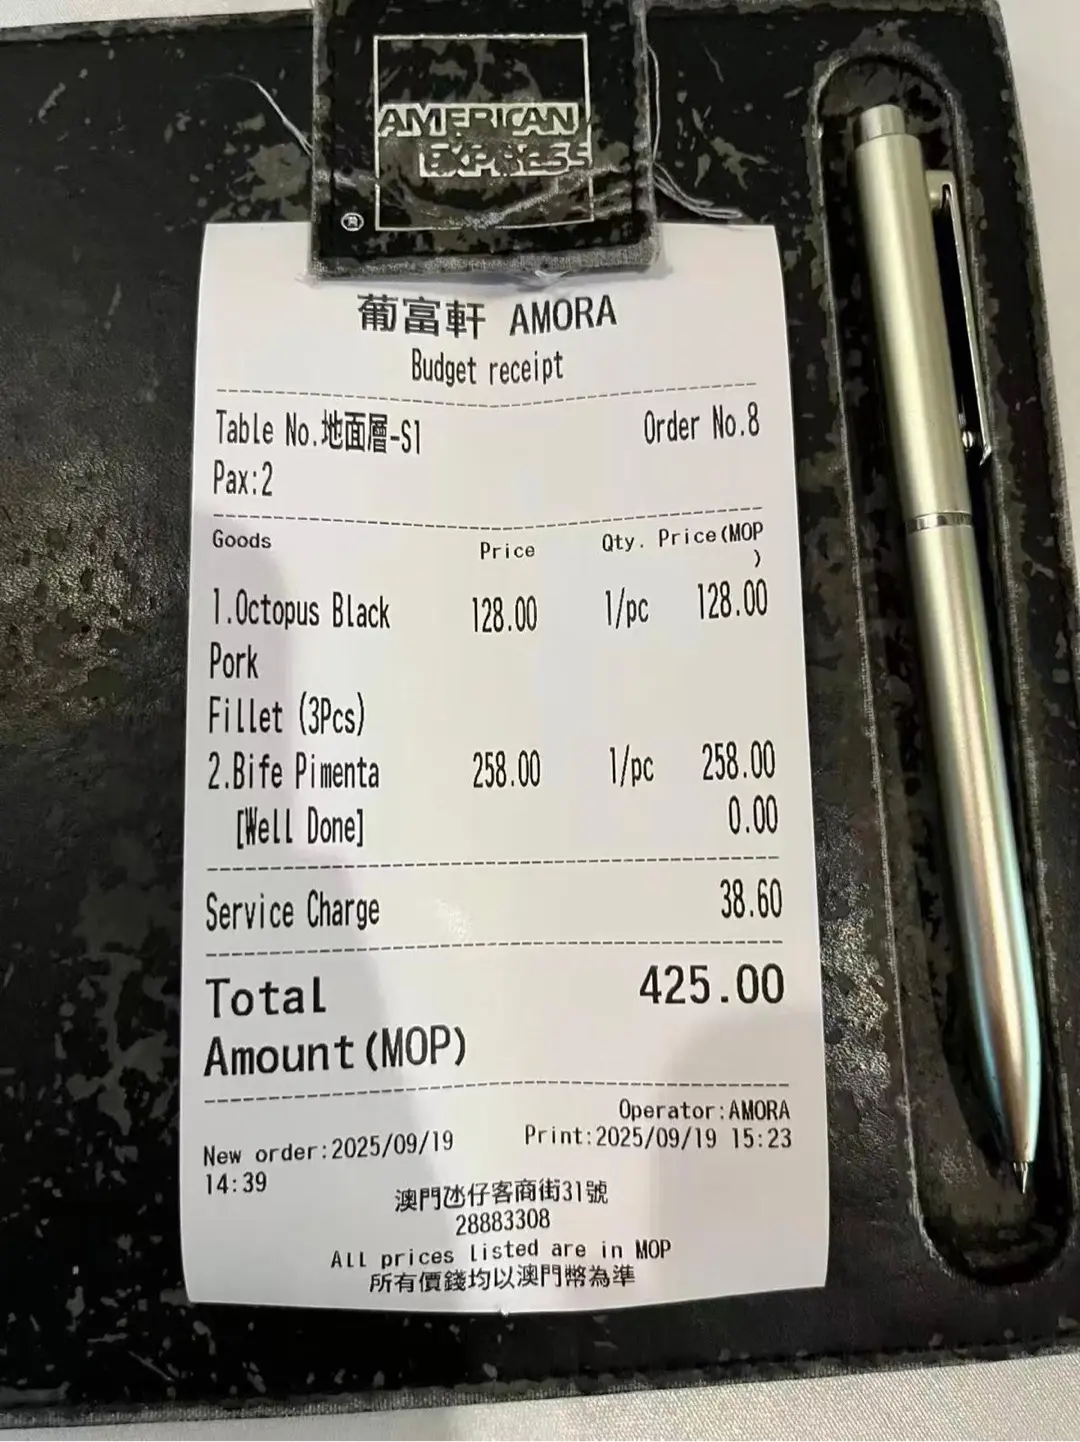 AMERICAN
EXPRESS
®
葡富軒 AMORA
Budget receipt
Table No.地面層-S1 Order No.8
Pax:2
Goods Price Qty. Price(MOP
)
1.Octopus Black 128.00 1/pc 128.00
Pork
Fillet (3Pcs)
2.Bife Pimenta 258.00 1/pc 258.00
[Well Done] 0.00
Service Charge 38.60
Total 425.00
Amount(MOP)
Operator:AMORA
New order:2025/09/19 Print:2025/09/19 15:23
14:39
澳門氹仔客商街31號
28883308
All prices listed are in MOP
所有價錢均以澳門幣為準